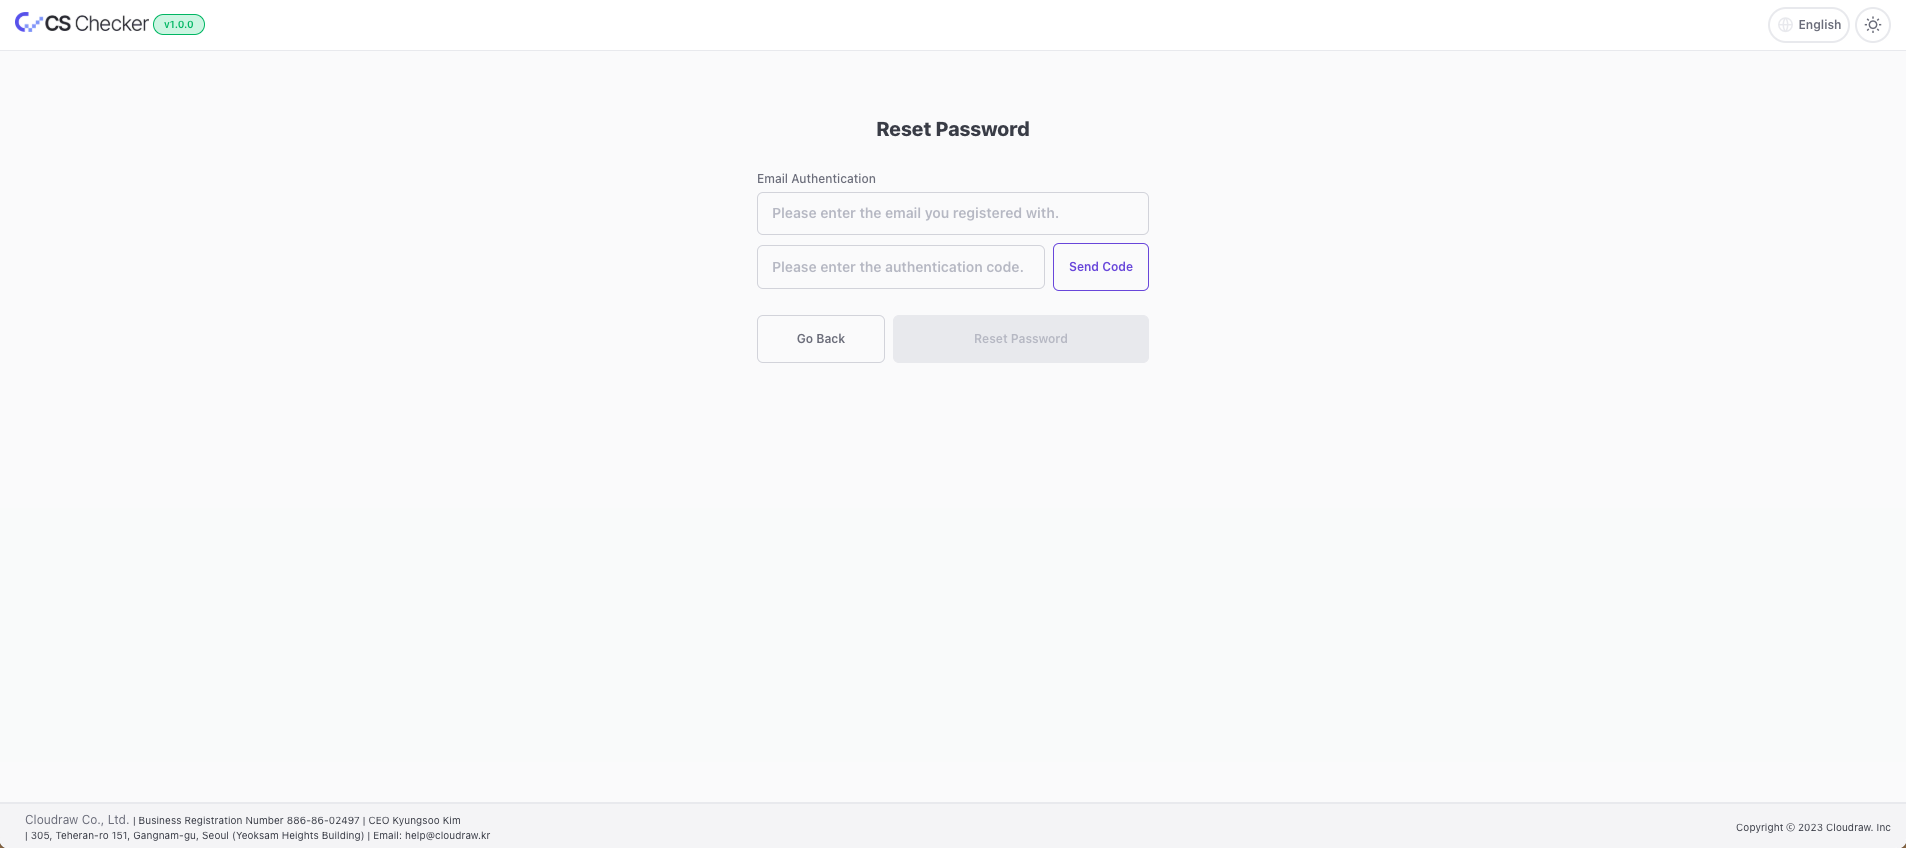 CS Checker v1.0.0
English
Reset Password
Email Authentication
Please enter the email you registered with.
Please enter the authentication code.
Send Code
Go Back
Reset Password
Cloudraw Co., Ltd. | Business Registration Number 886-86-02497 | CEO Kyungsoo Kim
| 305, Teheran-ro 151, Gangnam-gu, Seoul (Yeoksam Heights Building) | Email: help@cloudraw.kr
Copyright © 2023 Cloudraw. Inc